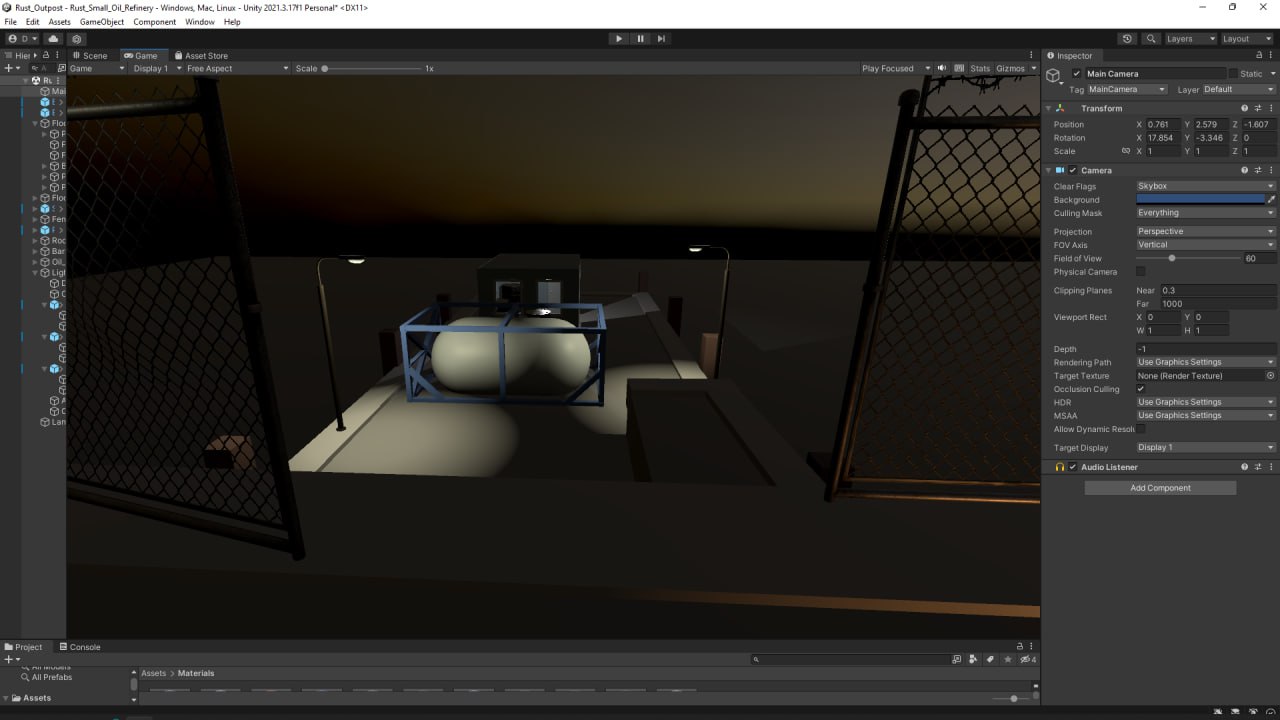 Rust_Outpost - Rust_Small_Oil_Refinery - Windows, Mac, Linux - Unity 2021.3.17f1 Personal* <DX11>
File Edit Assets GameObject Component Window Help
D Layers Layout
Hier Scene Game Asset Store Inspector
Game Display 1 Free Aspect Scale 1x Play Focused Stats Gizmos
Main Camera Static
Tag MainCamera Layer Default
Transform
Position X 0.761 Y 2.579 Z -1.607
Rotation X 17.854 Y -3.346 Z 0
Scale X 1 Y 1 Z 1
Camera
Clear Flags Skybox
Background
Culling Mask Everything
Projection Perspective
FOV Axis Vertical
Field of View 60
Physical Camera
Clipping Planes Near 0.3
Far 1000
Viewport Rect X 0 Y 0
W 1 H 1
Depth -1
Rendering Path Use Graphics Settings
Target Texture None (Render Texture)
Occlusion Culling
HDR Use Graphics Settings
MSAA Use Graphics Settings
Allow Dynamic Resol
Target Display Display 1
Audio Listener
Add Component
Mai
Floo
Floo
Fen
Roo
Bar
Oil_
Ligh
Lan
Project Console
4
All Models
All Prefabs
Assets
Assets > Materials